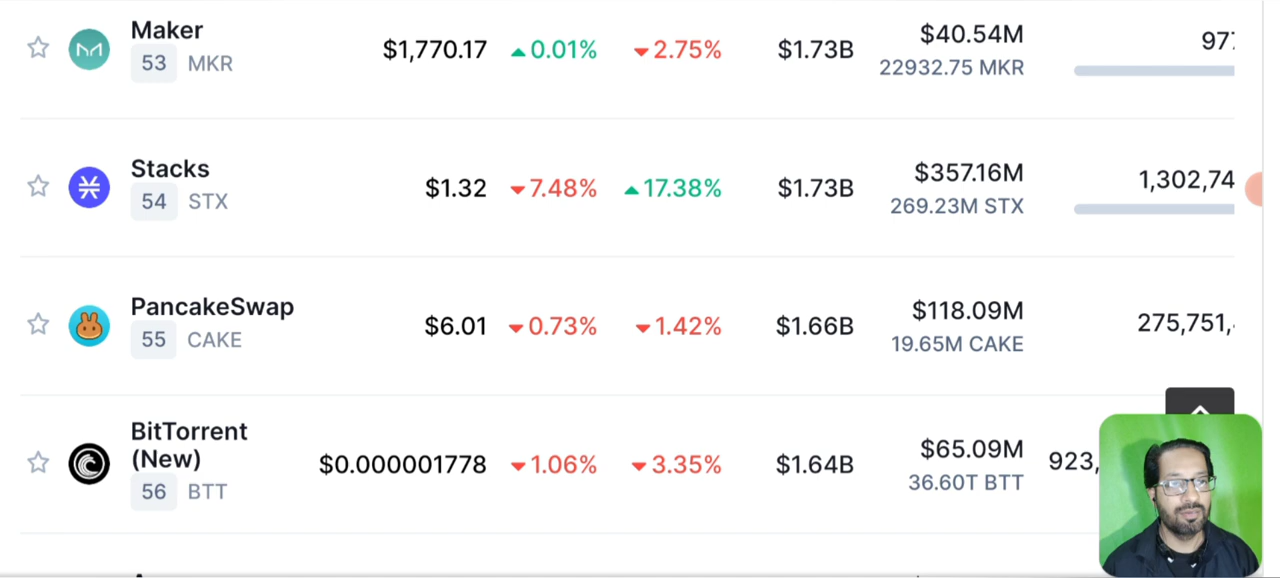 Maker
53 MKR
$1,770.17
0.01%
2.75%
$1.73B
$40.54M
22932.75 MKR
Stacks
54 STX
$1.32
7.48%
17.38%
$1.73B
$357.16M
269.23M STX
1,302,74
PancakeSwap
55 CAKE
$6.01
0.73%
1.42%
$1.66B
$118.09M
19.65M CAKE
275,751,
BitTorrent
(New)
56 BTT
$0.000001778
1.06%
3.35%
$1.64B
$65.09M
36.60T BTT
923,